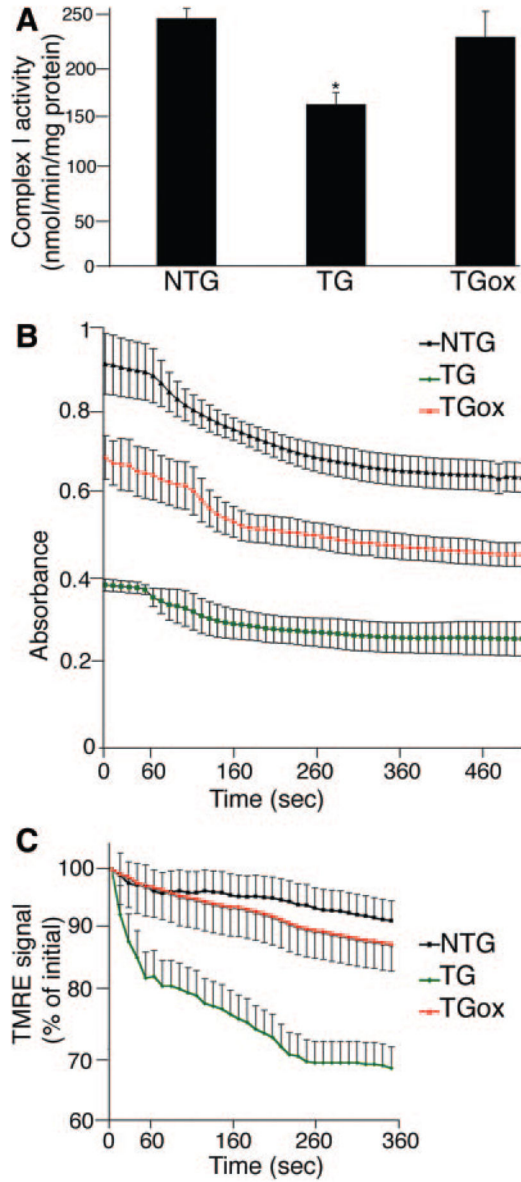 A
Complex I activity
(nmol/min/mg protein)
250
200
150
100
50
0
*
NTG
TG
TGox
B
Absorbance
1
0.8
0.6
0.4
0.2
0
NTG
TG
TGox
0
60
160
260
360
460
Time (sec)
C
TMRE signal
(% of initial)
100
90
80
70
60
NTG
TG
TGox
0
60
160
260
360
Time (sec)